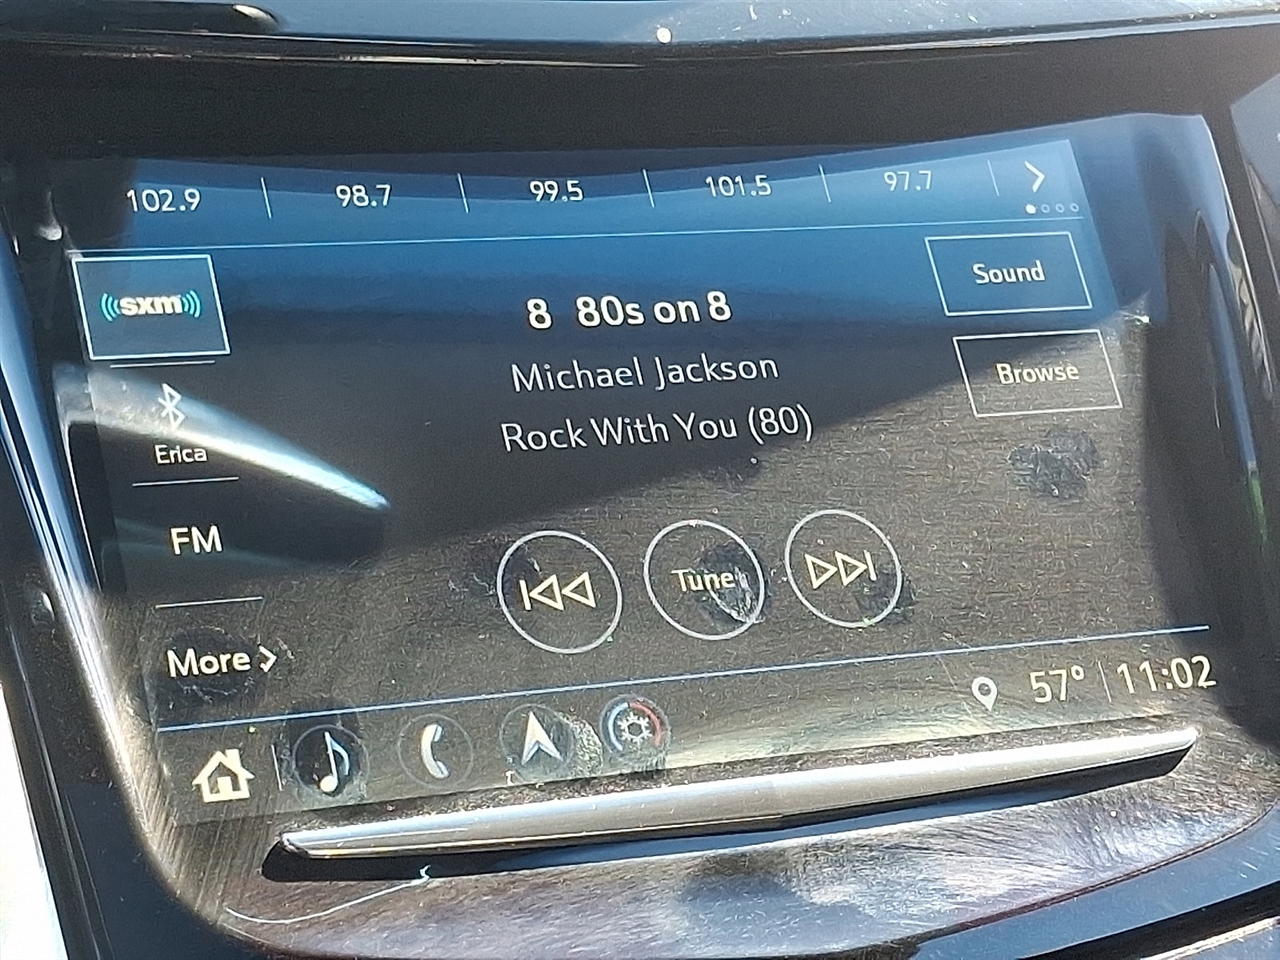 102.9 98.7 99.5 101.5 97.7
sxm
Sound
8 80s on 8
Michael Jackson
Browse
Rock With You (80)
Erica
FM
Tune
More
57° 11:02